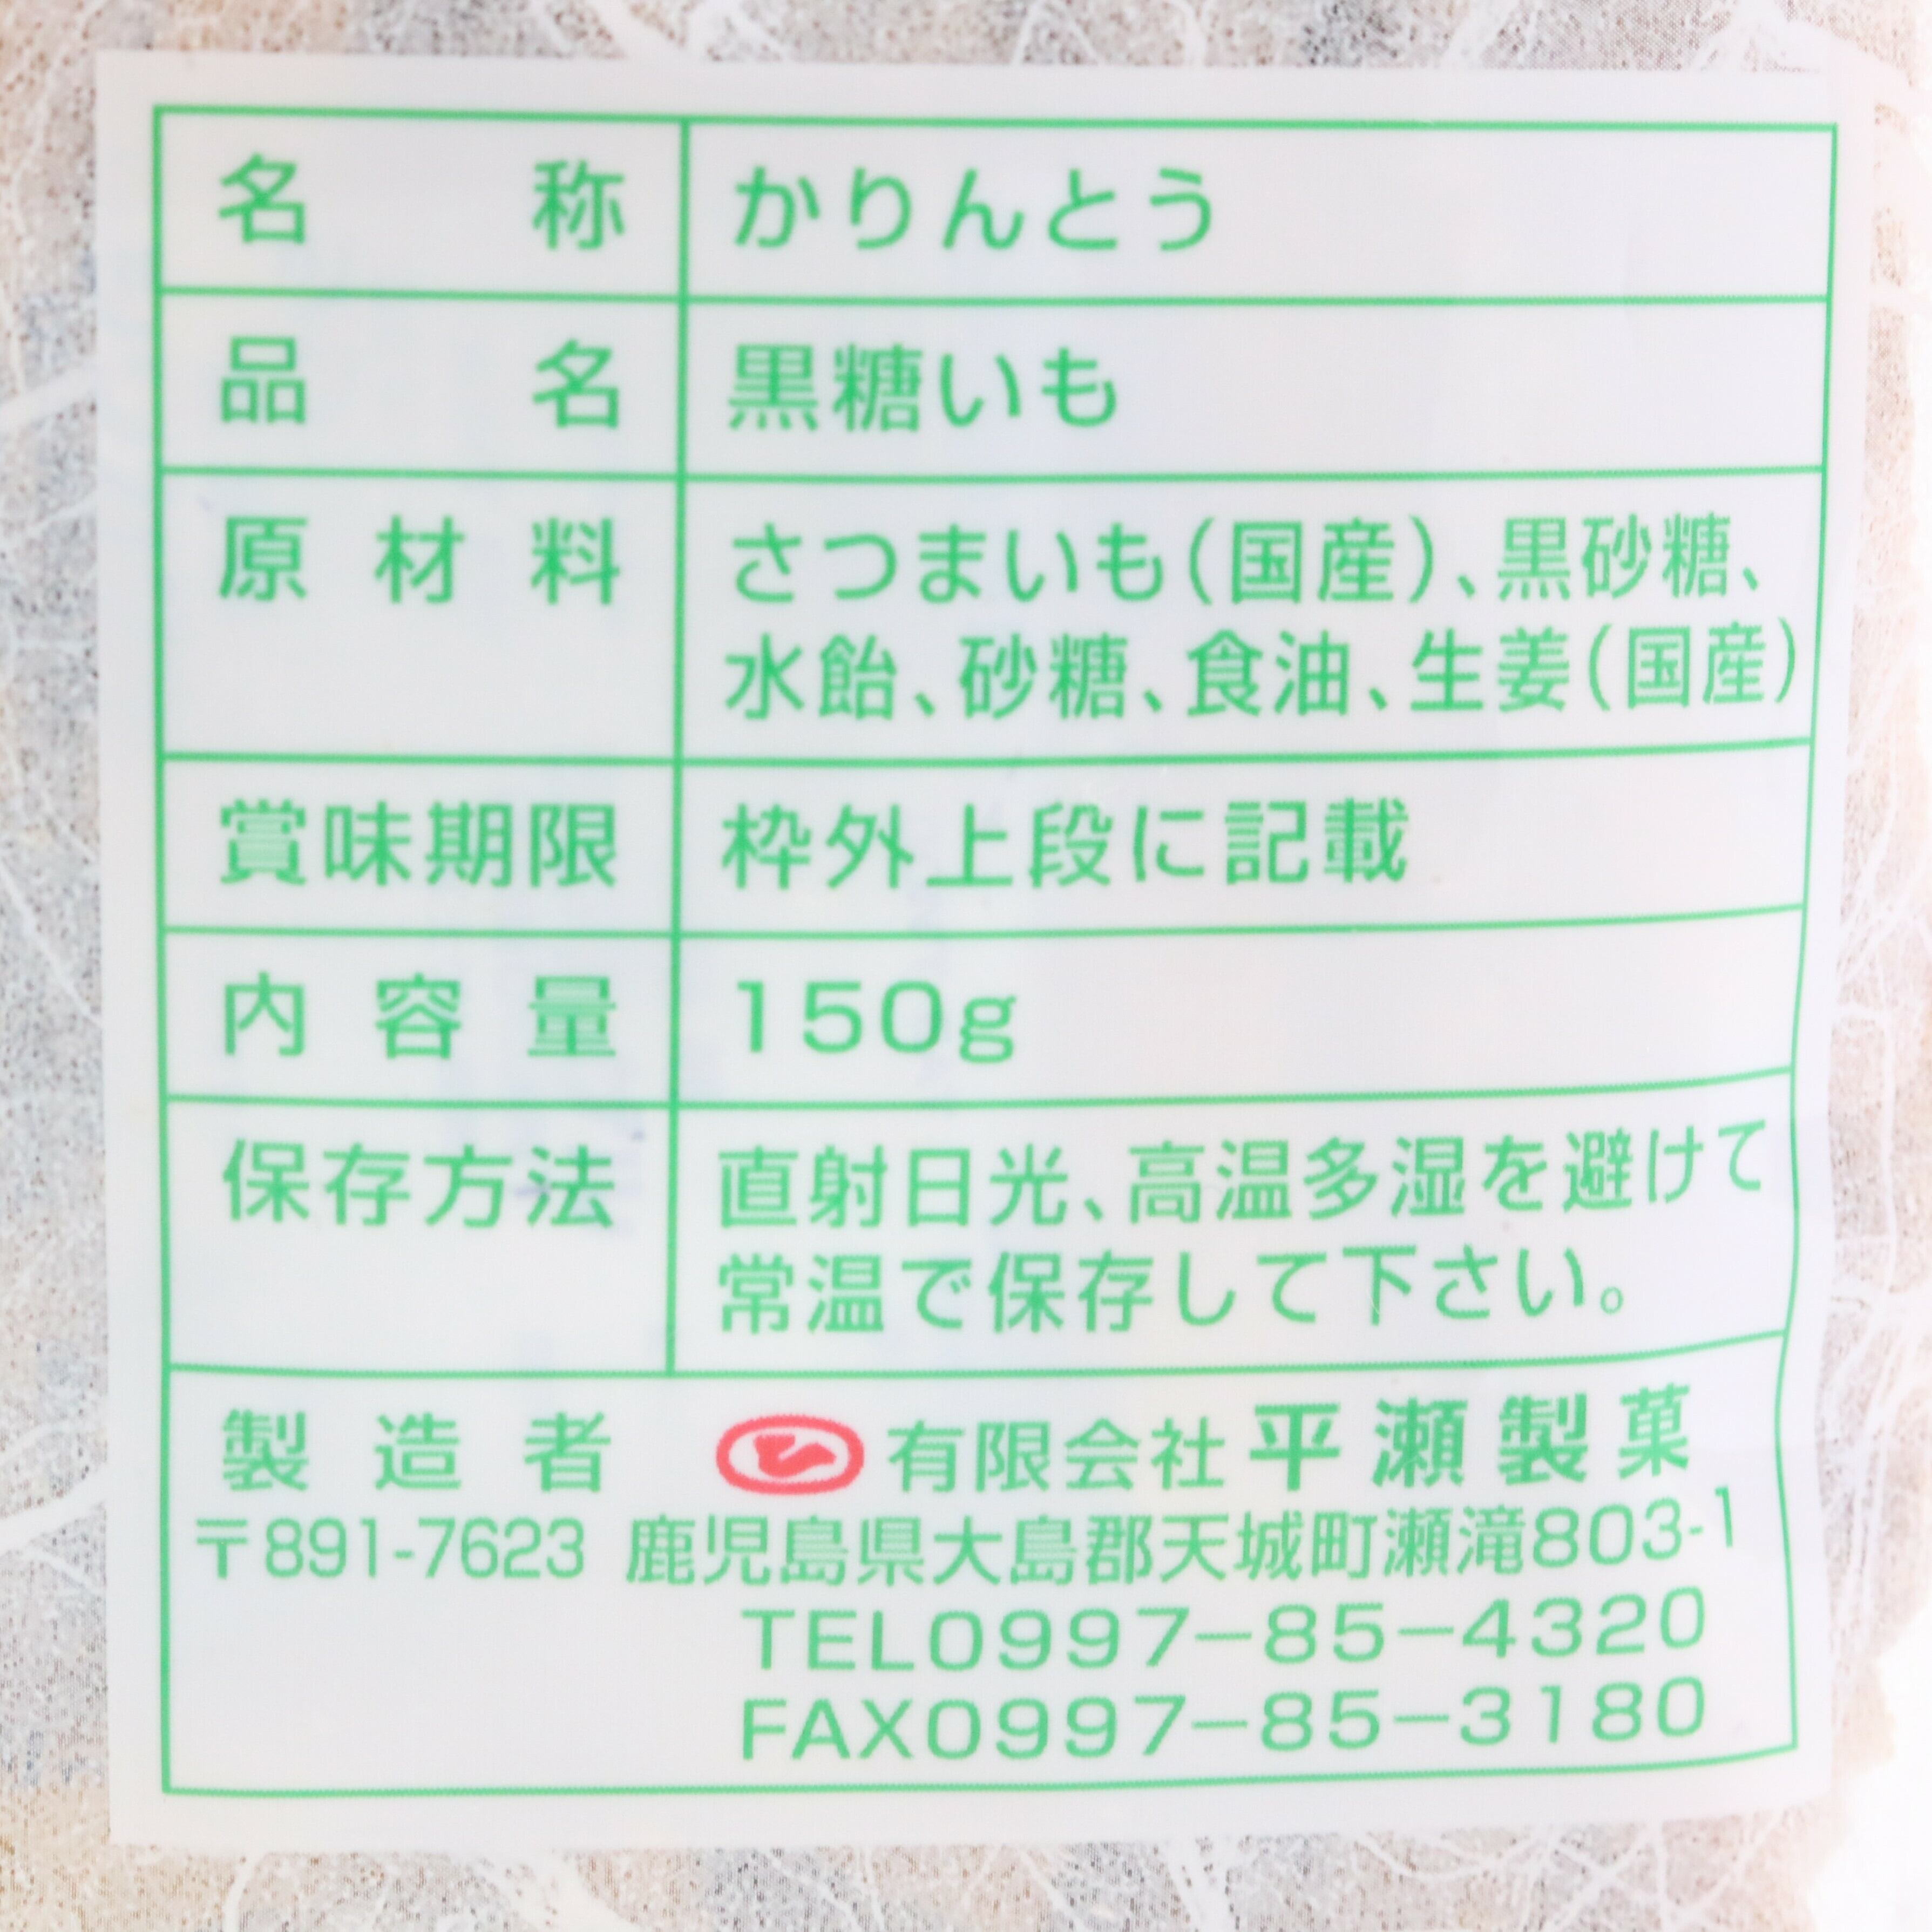 名称 かりんとう
品名 黒糖いも
原材料 さつまいも(国産)、黒砂糖、
水飴、砂糖、食油、生姜(国産)
賞味期限 枠外上段に記載
内容量 150g
保存方法 直射日光、高温多湿を避けて
常温で保存して下さい。
製造者 ヒ 有限会社平瀬製菓
〒891-7623 鹿児島県大島郡天城町瀬滝803-1
TEL0997-85-4320
FAX0997-85-3180